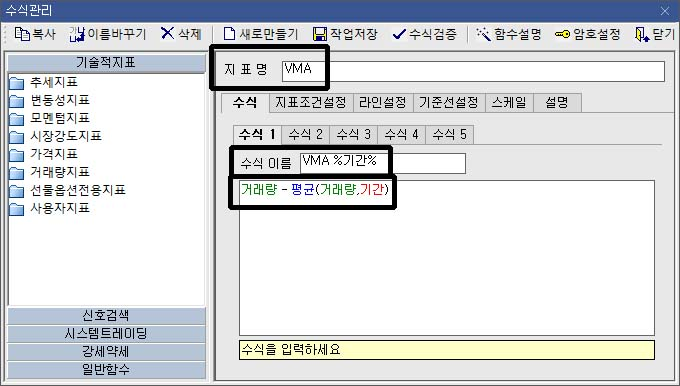 수식관리
복사 이름바꾸기 삭제 새로만들기 작업저장 수식검증 함수설명 암호설정 닫기
기술적지표
추세지표
변동성지표
모멘텀지표
시장강도지표
가격지표
거래량지표
선물옵션전용지표
사용자지표
신호검색
시스템트레이딩
강세약세
일반함수
지 표 명 VMA
수식 지표조건설정 라인설정 기준선설정 스케일 설명
수식 1 수식 2 수식 3 수식 4 수식 5
수식 이름 VMA %기간%
거래량 - 평균(거래량,기간)
수식을 입력하세요